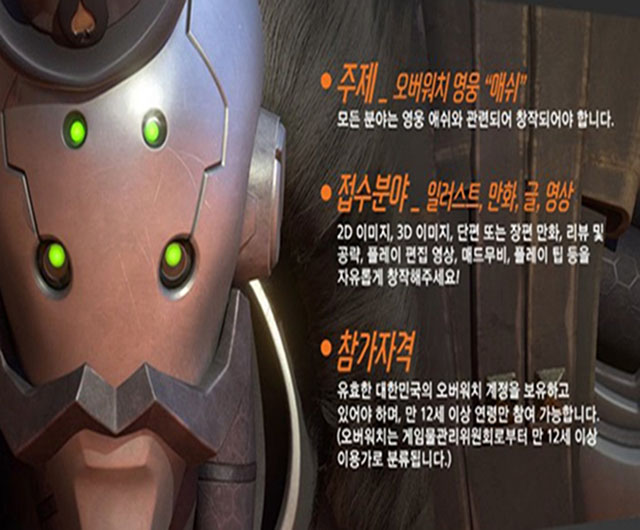 • 주제 _ 오버워치 영웅 "애쉬"
모든 분야는 영웅 애쉬와 관련되어 창작되어야 합니다.
• 접수분야 _ 일러스트, 만화, 글, 영상
2D 이미지, 3D 이미지, 단편 또는 장편 만화, 리뷰 및
공략, 플레이 편집 영상, 매드무비, 플레이 팁 등을
자유롭게 창작해주세요!
• 참가자격
유효한 대한민국의 오버워치 계정을 보유하고
있어야 하며, 만 12세 이상 연령만 참여 가능합니다.
(오버워치는 게임물관리위원회로부터 만 12세 이상
이용가로 분류됩니다.)